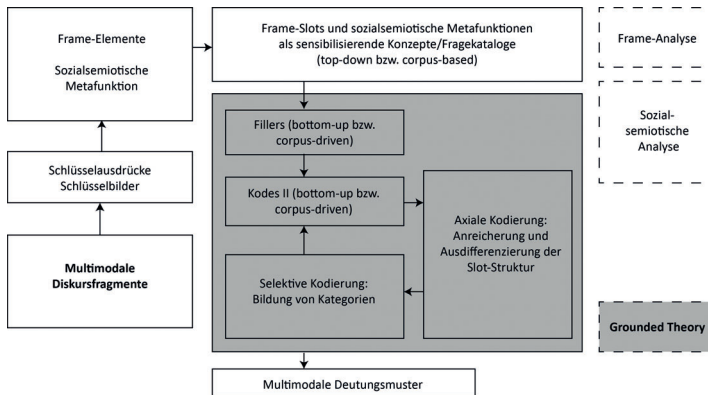 Frame-Elemente
Sozialsemiotische
Metafunktion
Frame-Slots und sozialsemiotische Metafunktionen
als sensibilisierende Konzepte/Fragekataloge
(top-down bzw. corpus-based)
Frame-Analyse
Sozial-
semiotische
Analyse
Fillers (bottom-up bzw.
corpus-driven)
Schlüsselausdrücke
Schlüsselbilder
Kodes II (bottom-up bzw.
corpus-driven)
Axiale Kodierung:
Anreicherung und
Ausdifferenzierung der
Slot-Struktur
Multimodale
Diskursfragmente
Selektive Kodierung:
Bildung von Kategorien
Grounded Theory
Multimodale Deutungsmuster